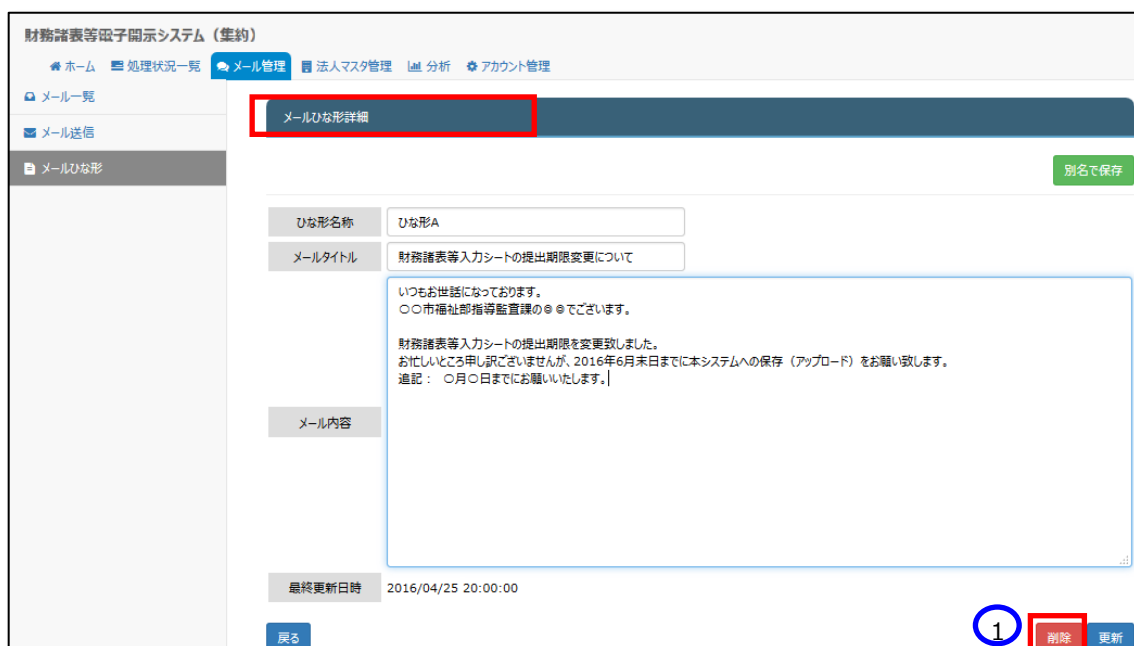 財務諸表等電子開示システム（集約）
ホーム 処理状況一覧 メール管理 法人マスタ管理 分析 アカウント管理
メール一覧
メール送信
メールひな形
メールひな形詳細
別名で保存
ひな形名称 ひな形A
メールタイトル 財務諸表等入力シートの提出期限変更について
メール内容
いつもお世話になっております。
○○市福祉部指導監査課の◎◎でございます。
財務諸表等入力シートの提出期限を変更致しました。
お忙しいところ申し訳ございませんが、2016年6月末日までに本システムへの保存（アップロード）をお願い致します。
追記： ○月○日までにお願いいたします。
最終更新日時 2016/04/25 20:00:00
戻る 1 削除 更新